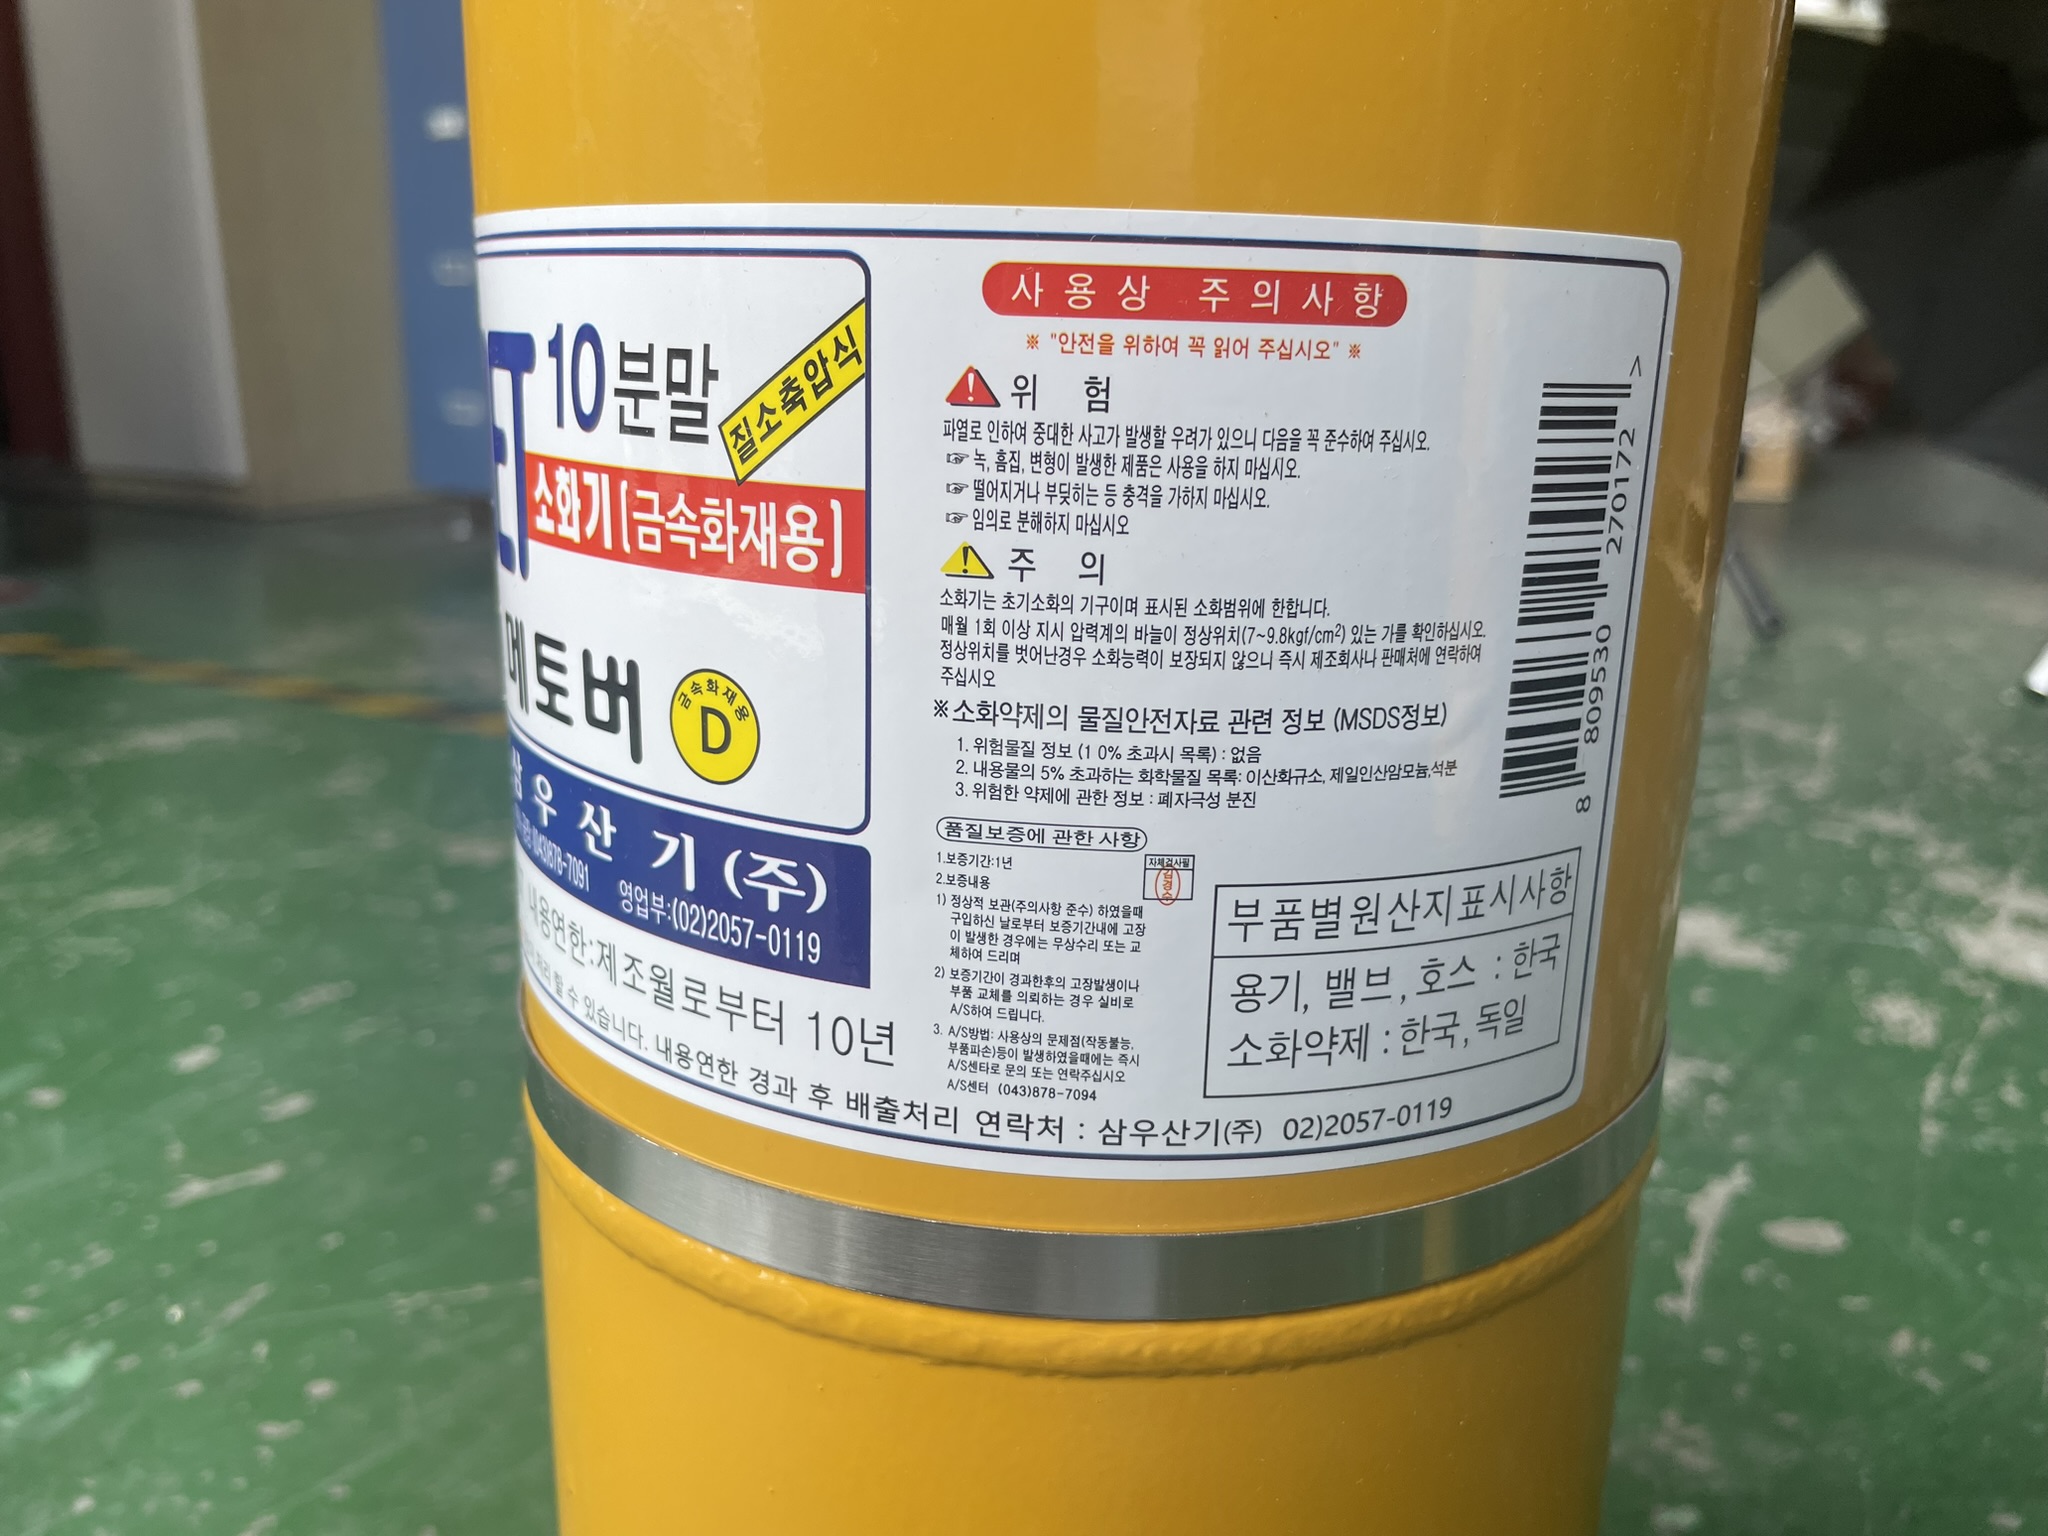 10분말
질소축압식
소화기(금속화재용)
메토버
금속화재용
D
삼우산기(주)
(043)878-7091
영업부:(02)2057-0119
내용연한:제조월로부터 10년
처리 할 수 있습니다. 내용연한 경과 후 배출처리 연락처 : 삼우산기(주) 02)2057-0119
사용상 주의사항
※ "안전을 위하여 꼭 읽어 주십시오" ※
위 험
파열로 인하여 중대한 사고가 발생할 우려가 있으니 다음을 꼭 준수하여 주십시오.
☞ 녹, 흠집, 변형이 발생한 제품은 사용을 하지 마십시오.
☞ 떨어지거나 부딪히는 등 충격을 가하지 마십시오.
☞ 임의로 분해하지 마십시오
주 의
소화기는 초기소화의 기구이며 표시된 소화범위에 한합니다.
매월 1회 이상 지시 압력계의 바늘이 정상위치(7~9.8kgf/cm²) 있는 가를 확인하십시오.
정상위치를 벗어난경우 소화능력이 보장되지 않으니 즉시 제조회사나 판매처에 연락하여
주십시오
※소화약제의 물질안전자료 관련 정보 (MSDS정보)
1. 위험물질 정보 (1 0% 초과시 목록) : 없음
2. 내용물의 5% 초과하는 화학물질 목록: 이산화규소, 제일인산암모늄,석분
3. 위험한 약제에 관한 정보 : 폐자극성 분진
품질보증에 관한 사항
1.보증기간:1년
2.보증내용
1) 정상적 보관(주의사항 준수) 하였을때
구입하신 날로부터 보증기간내에 고장
이 발생한 경우에는 무상수리 또는 교
체하여 드리며
2) 보증기간이 경과한후의 고장발생이나
부품 교체를 의뢰하는 경우 실비로
A/S하여 드립니다.
3. A/S방법: 사용상의 문제점(작동불능,
부품파손)등이 발생하였을때에는 즉시
A/S센타로 문의 또는 연락주십시오
A/S센터 (043)878-7094
자체검사필
부품별원산지표시사항
용기, 밸브, 호스 : 한국
소화약제 : 한국, 독일
8 809530 270172 >